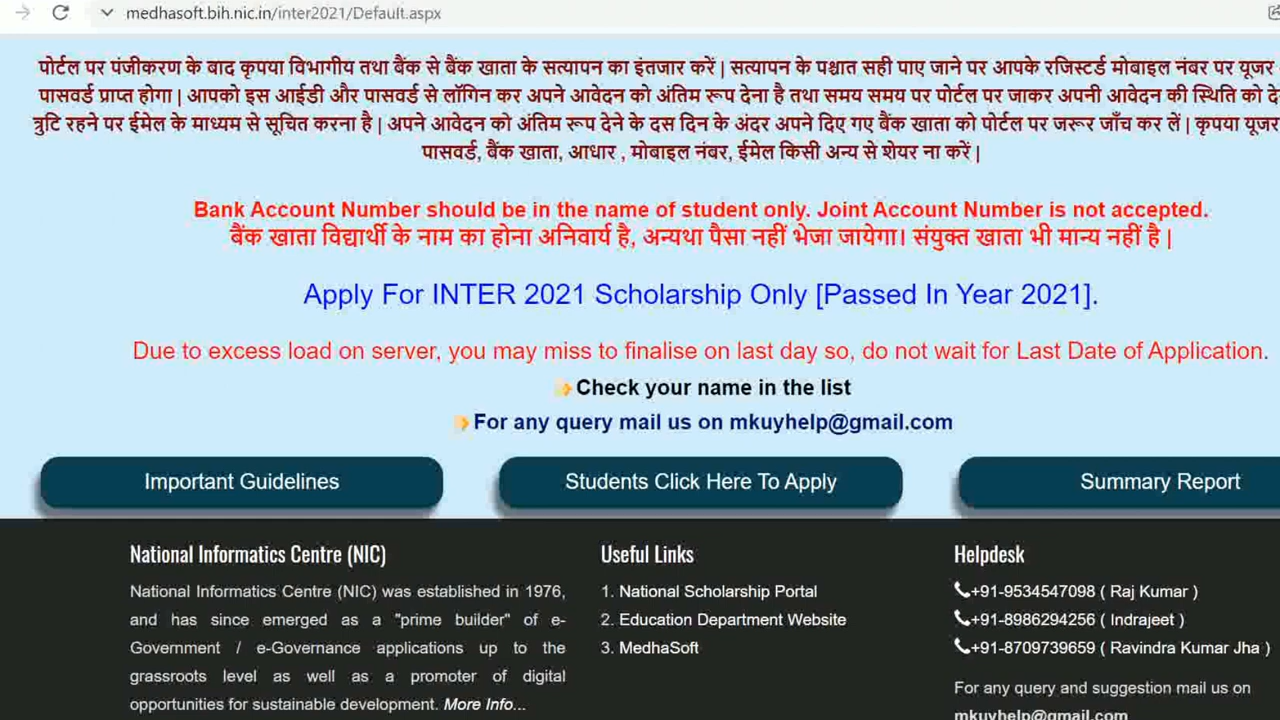 medhasoft.bih.nic.in/inter2021/Default.aspx
पोर्टल पर पंजीकरण के बाद कृपया विभागीय तथा बैंक से बैंक खाता के सत्यापन का इंतजार करें | सत्यापन के पश्चात सही पाए जाने पर आपके रजिस्टर्ड मोबाइल नंबर पर यूजर
पासवर्ड प्राप्त होगा | आपको इस आईडी और पासवर्ड से लॉगिन कर अपने आवेदन को अंतिम रूप देना है तथा समय समय पर पोर्टल पर जाकर अपनी आवेदन की स्थिति को
त्रुटि रहने पर ईमेल के माध्यम से सूचित करना है | अपने आवेदन को अंतिम रूप देने के दस दिन के अंदर अपने दिए गए बैंक खाता को पोर्टल पर जरूर जाँच कर लें | कृपया यूजर
पासवर्ड, बैंक खाता, आधार , मोबाइल नंबर, ईमेल किसी अन्य से शेयर ना करें |
Bank Account Number should be in the name of student only. Joint Account Number is not accepted.
बैंक खाता विद्यार्थी के नाम का होना अनिवार्य है, अन्यथा पैसा नहीं भेजा जायेगा। संयुक्त खाता भी मान्य नहीं है |
Apply For INTER 2021 Scholarship Only [Passed In Year 2021].
Due to excess load on server, you may miss to finalise on last day so, do not wait for Last Date of Application.
Check your name in the list
For any query mail us on mkuyhelp@gmail.com
Important Guidelines
Students Click Here To Apply
Summary Report
National Informatics Centre (NIC)
National Informatics Centre (NIC) was established in 1976,
and has since emerged as a "prime builder" of e-
Government / e-Governance applications up to the
grassroots level as well as a promoter of digital
opportunities for sustainable development. More Info...
Useful Links
1. National Scholarship Portal
2. Education Department Website
3. MedhaSoft
Helpdesk
+91-9534547098 ( Raj Kumar )
+91-8986294256 ( Indrajeet )
+91-8709739659 ( Ravindra Kumar Jha )
For any query and suggestion mail us on
mkuyhelp@gmail.com